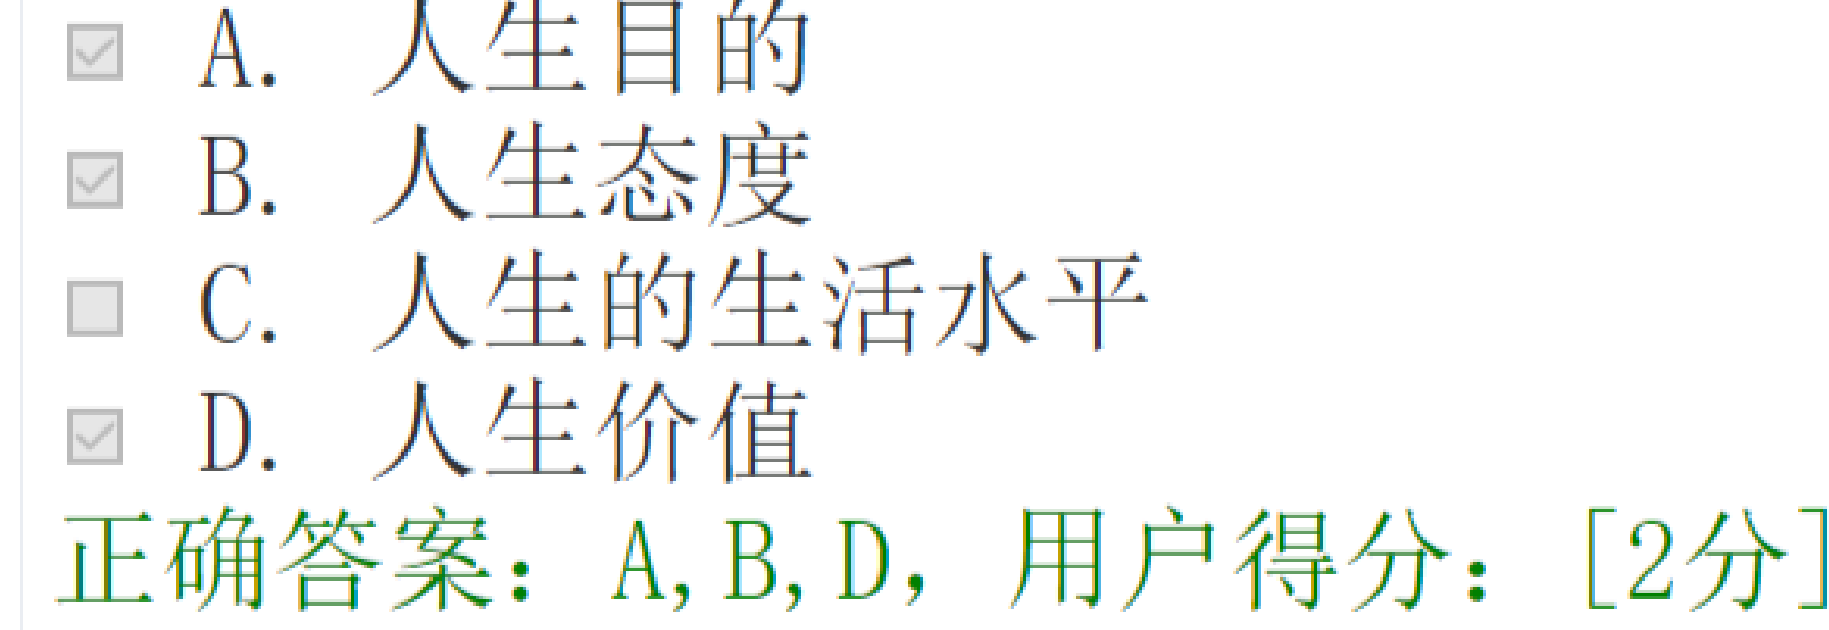 A. 人生目的
B. 人生态度
C. 人生的生活水平
D. 人生价值
正确答案：A,B,D，用户得分：[2分]